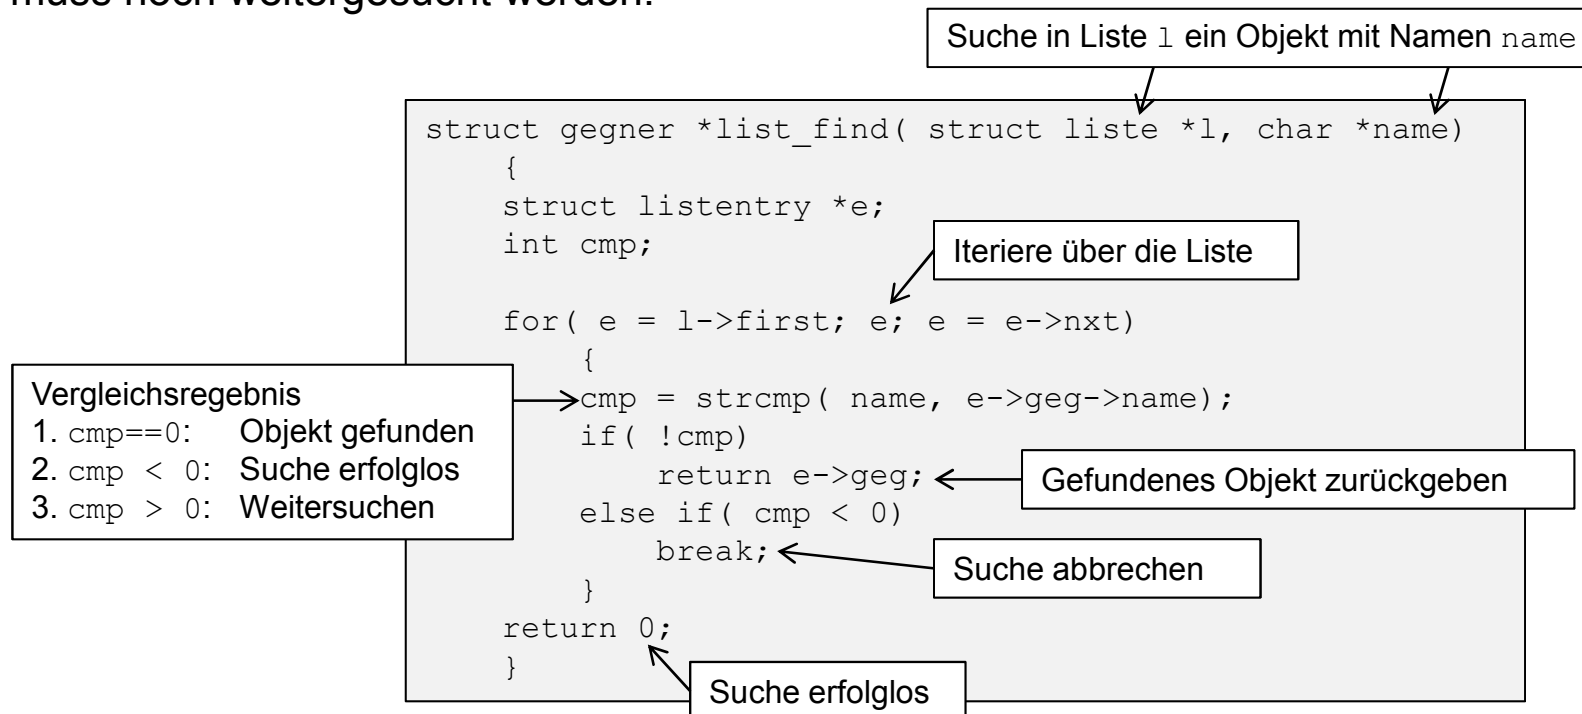 muss noch weitergesucht werden.
Suche in Liste l ein Objekt mit Namen name
struct gegner *list_find( struct liste *l, char *name)
{
struct listentry *e;
int cmp;
Iteriere über die Liste
for( e = l->first; e; e = e->nxt)
{
Vergleichsregebnis
1. cmp==0: Objekt gefunden
2. cmp < 0: Suche erfolglos
3. cmp > 0: Weitersuchen
cmp = strcmp( name, e->geg->name);
if( !cmp)
return e->geg;
Gefundenes Objekt zurückgeben
else if( cmp < 0)
break;
Suche abbrechen
}
return 0;
}
Suche erfolglos